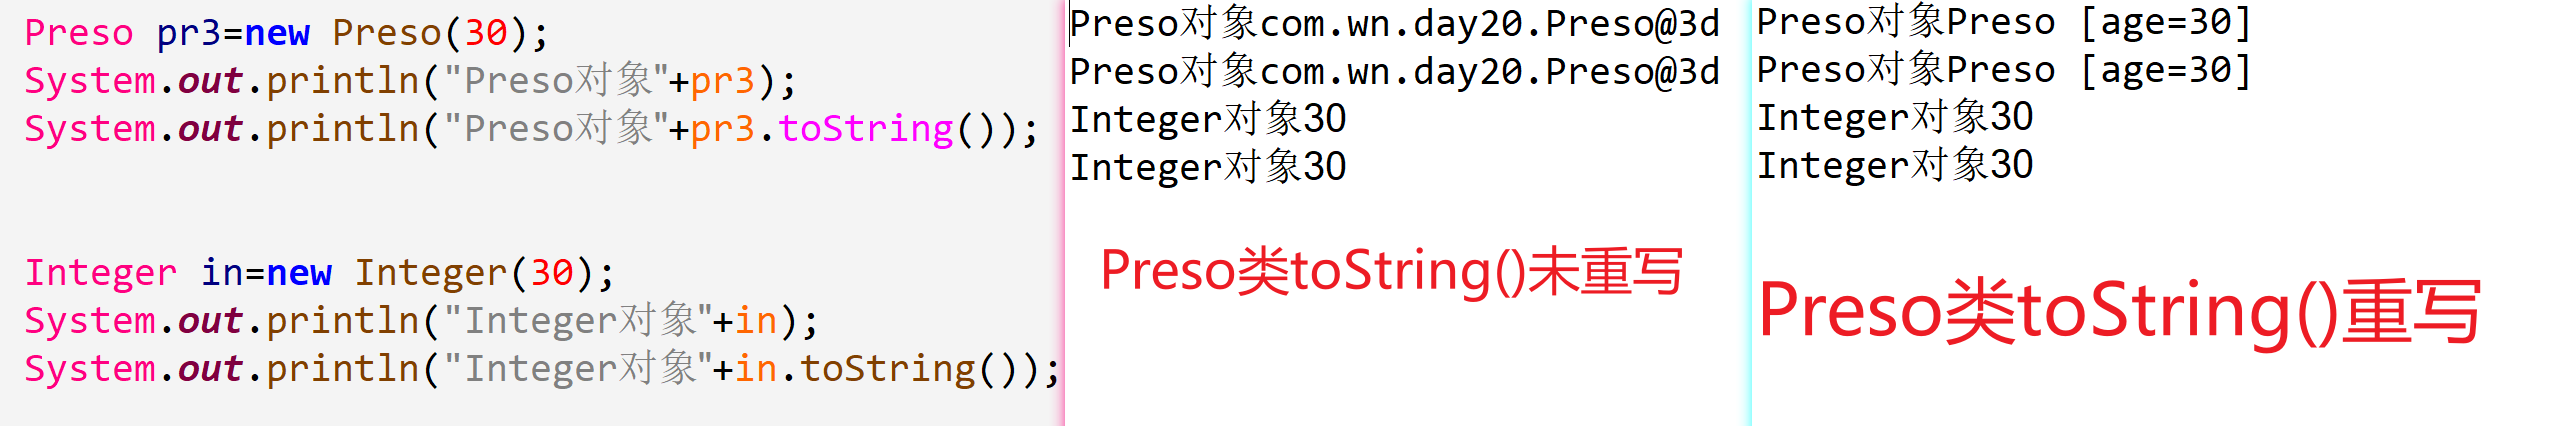 Preso pr3=new Preso(30);
System.out.println("Preso对象"+pr3);
System.out.println("Preso对象"+pr3.toString());
Integer in=new Integer(30);
System.out.println("Integer对象"+in);
System.out.println("Integer对象"+in.toString());
Preso对象com.wn.day20.Preso@3d
Preso对象com.wn.day20.Preso@3d
Integer对象30
Integer对象30
Preso类toString()未重写
Preso对象Preso [age=30]
Preso对象Preso [age=30]
Integer对象30
Integer对象30
Preso类toString()重写